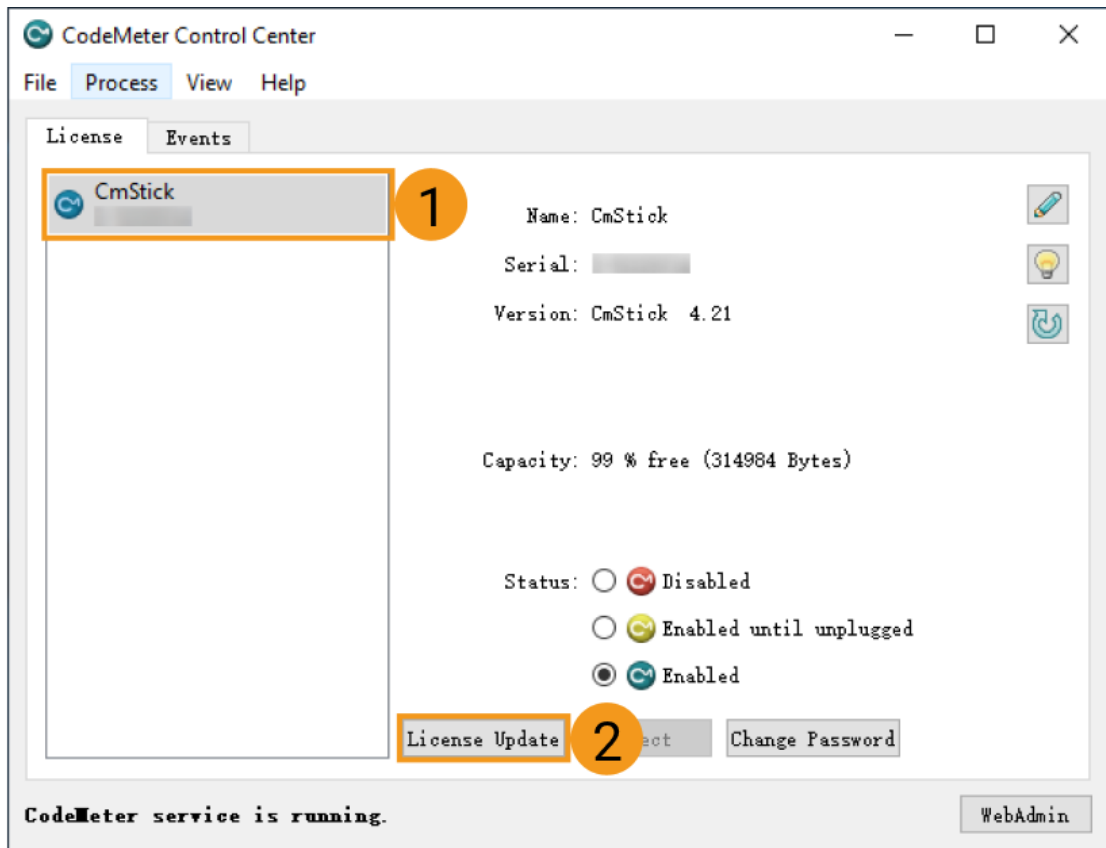 CodeMeter Control Center
File Process View Help
License Events
CmStick
1
Name: CmStick
Serial:
Version: CmStick 4.21
Capacity: 99 % free (314984 Bytes)
Status: Disabled
Enabled until unplugged
Enabled
License Update 2 Change Password
CodeMeter service is running.
WebAdmin